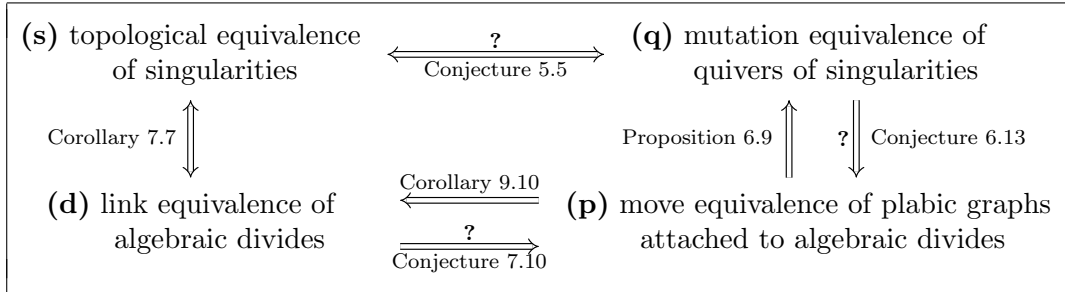 (s) topological equivalence
of singularities
?
Conjecture 5.5
(q) mutation equivalence of
quivers of singularities
Corollary 7.7
Proposition 6.9
?
Conjecture 6.13
(d) link equivalence of
algebraic divides
Corollary 9.10
?
Conjecture 7.10
(p) move equivalence of plabic graphs
attached to algebraic divides